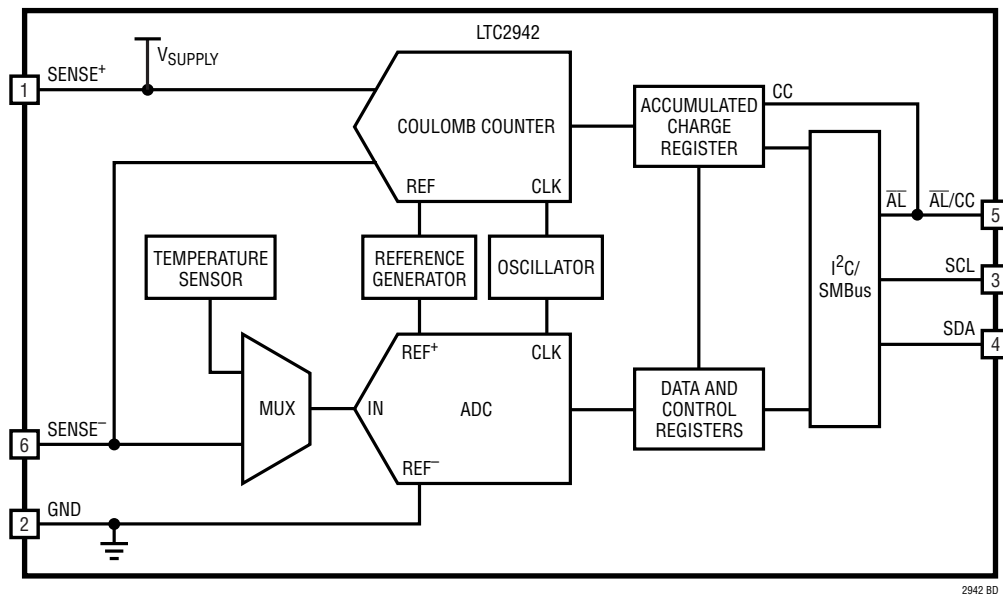 LTC2942
1
SENSE⁺
VSUPPLY
COULOMB COUNTER
REF
CLK
ACCUMULATED
CHARGE
REGISTER
CC
A̅L̅
A̅L̅/CC
5
I²C/
SMBus
SCL
3
SDA
4
TEMPERATURE
SENSOR
REFERENCE
GENERATOR
OSCILLATOR
MUX
REF⁺
CLK
IN
ADC
REF⁻
DATA AND
CONTROL
REGISTERS
6
SENSE⁻
2
GND
2942 BD